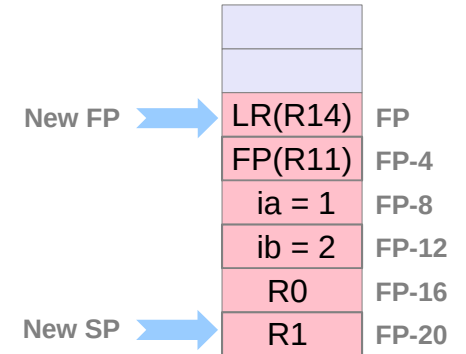 New FP LR(R14) FP
FP(R11) FP-4
ia = 1 FP-8
ib = 2 FP-12
R0 FP-16
New SP R1 FP-20